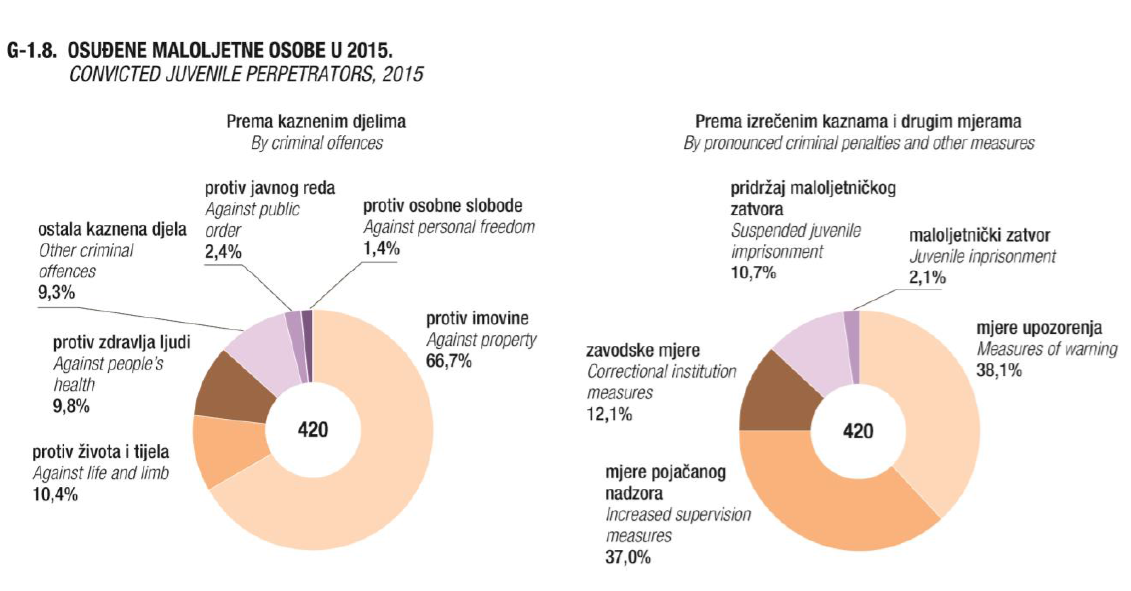 G-1.8. OSUĐENE MALOLJETNE OSOBE U 2015.
CONVICTED JUVENILE PERPETRATORS, 2015
Prema kaznenim djelima
By criminal offences
protiv javnog reda
Against public
order
2,4%
protiv osobne slobode
Against personal freedom
1,4%
ostala kaznena djela
Other criminal
offences
9,3%
protiv imovine
Against property
66,7%
protiv zdravlja ljudi
Against people's
health
9,8%
420
protiv života i tijela
Against life and limb
10,4%
Prema izrečenim kaznama i drugim mjerama
By pronounced criminal penalties and other measures
pridržaj maloljetničkog
zatvora
Suspended juvenile
imprisonment
10,7%
maloljetnički zatvor
Juvenile inprisonment
2,1%
mjere upozorenja
Measures of warning
38,1%
zavodske mjere
Correctional institution
measures
12,1%
420
mjere pojačanog
nadzora
Increased supervision
measures
37,0%